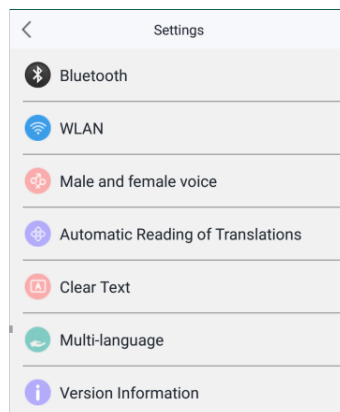 Settings
Bluetooth
WLAN
Male and female voice
Automatic Reading of Translations
Clear Text
Multi-language
Version Information